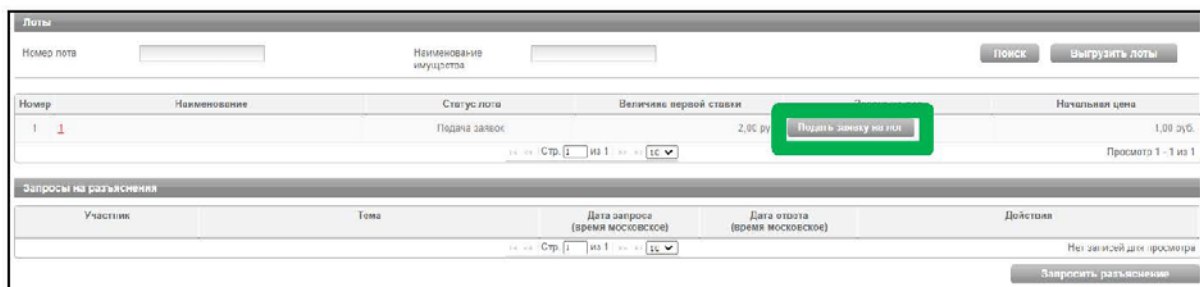 Лоты
Номер лота
Наименование
имущества
Поиск
Выгрузить лоты
Номер Наименование Статус лота Величина первой ставки Начальная цена
1 1 Подача заявок 2,00 ру Подать заявку на лот 1,00 руб.
Стр. 1 из 1 10 Просмотр 1 - 1 из 1
Запросы на разъяснения
Участник Тема Дата запроса Дата ответа Действия
(время московское) (время московское)
Стр. 1 из 1 10 Нет записей для просмотра
Запросить разъяснение